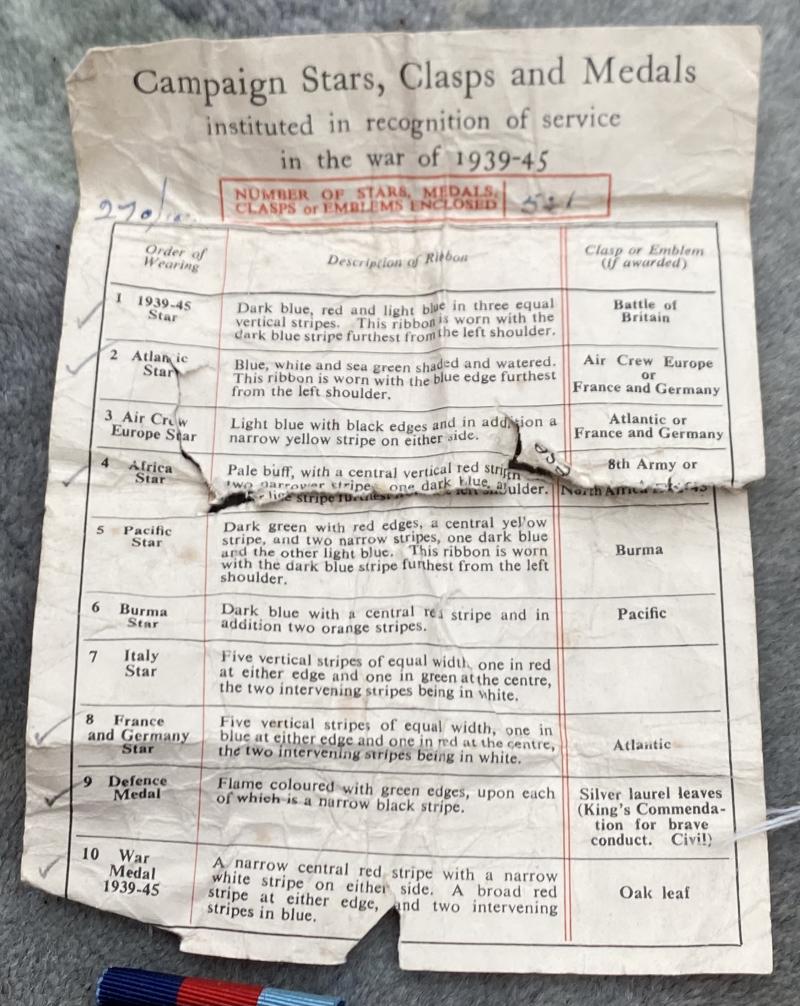 Campaign Stars, Clasps and Medals
instituted in recognition of service
in the war of 1939-45
NUMBER OF STARS, MEDALS,
CLASPS or EMBLEMS ENCLOSED
Order of
Wearing
Description of Ribbon
Clasp or Emblem
(if awarded)
1 1939-45
Star
Dark blue, red and light blue in three equal
vertical stripes. This ribbon is worn with the
dark blue stripe furthest from the left shoulder.
Battle of
Britain
2 Atlantic
Star
Blue, white and sea green shaded and watered.
This ribbon is worn with the blue edge furthest
from the left shoulder.
Air Crew Europe
or
France and Germany
3 Air Crew
Europe Star
Light blue with black edges and in addition a
narrow yellow stripe on either side.
Atlantic or
France and Germany
4 Africa
Star
Pale buff, with a central vertical red stripe
two narrower stripes one dark blue,
stripe furthest left shoulder.
8th Army or
North Africa
5 Pacific
Star
Dark green with red edges, a central yellow
stripe, and two narrow stripes, one dark blue
and the other light blue. This ribbon is worn
with the dark blue stripe furthest from the left
shoulder.
Burma
6 Burma
Star
Dark blue with a central red stripe and in
addition two orange stripes.
Pacific
7 Italy
Star
Five vertical stripes of equal width, one in red
at either edge and one in green at the centre,
the two intervening stripes being in white.
8 France
and Germany
Star
Five vertical stripes of equal width, one in
blue at either edge and one in red at the centre,
the two intervening stripes being in white.
Atlantic
9 Defence
Medal
Flame coloured with green edges, upon each
of which is a narrow black stripe.
Silver laurel leaves
(King's Commenda-
tion for brave
conduct. Civil)
10 War
Medal
1939-45
A narrow central red stripe with a narrow
white stripe on either side. A broad red
stripe at either edge, and two intervening
stripes in blue.
Oak leaf